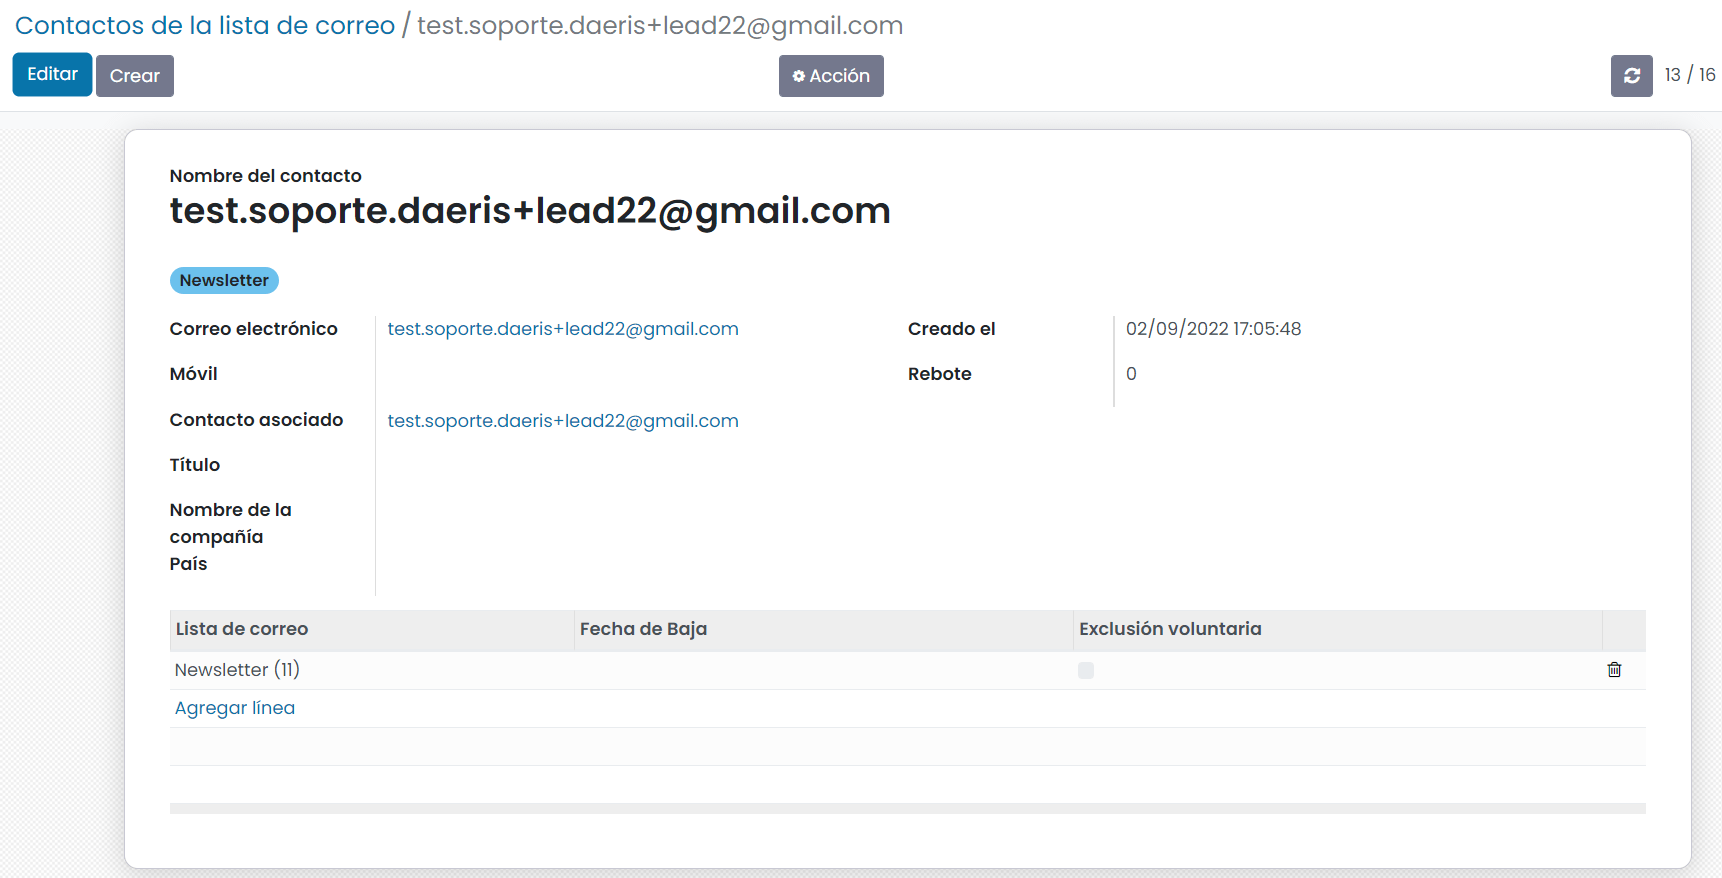 Contactos de la lista de correo / test.soporte.daeris+lead22@gmail.com
Editar Crear Acción 13 / 16
Nombre del contacto
test.soporte.daeris+lead22@gmail.com
Newsletter
Correo electrónico test.soporte.daeris+lead22@gmail.com Creado el 02/09/2022 17:05:48
Móvil Rebote 0
Contacto asociado test.soporte.daeris+lead22@gmail.com
Título
Nombre de la
compañía
País
Lista de correo Fecha de Baja Exclusión voluntaria
Newsletter (11)
Agregar línea